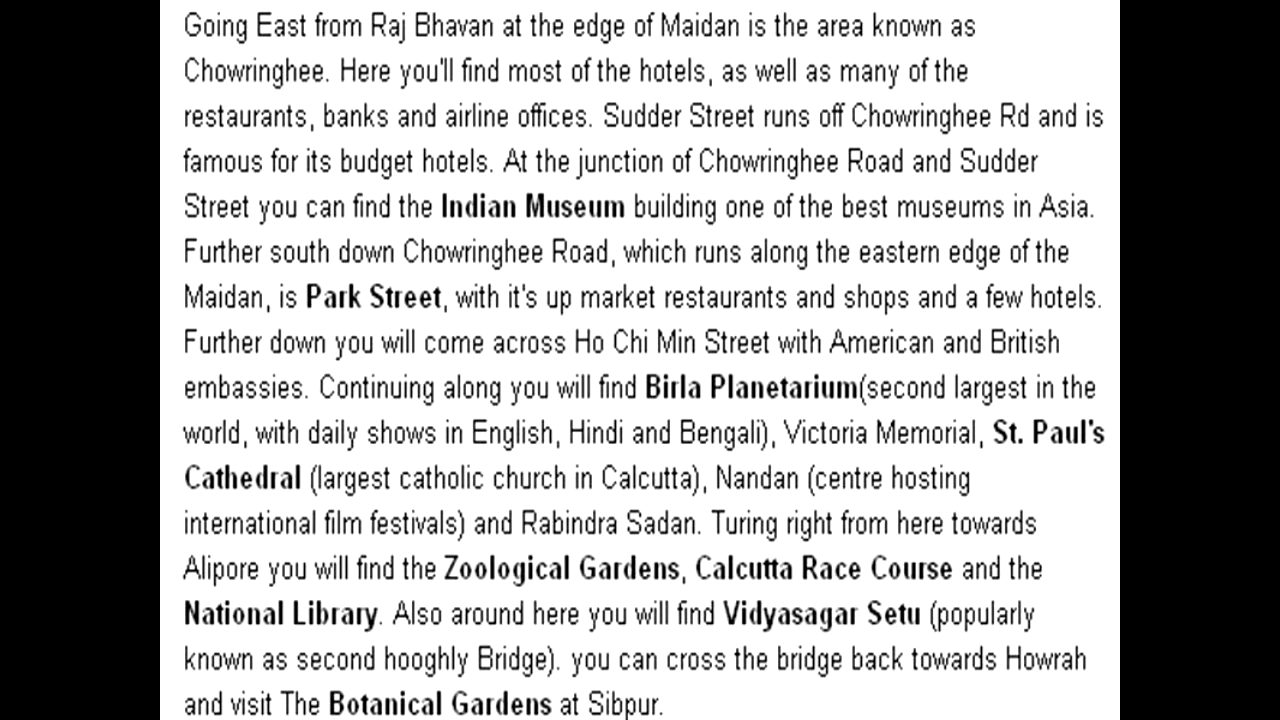 Going East from Raj Bhavan at the edge of Maidan is the area known as
Chowringhee. Here you'll find most of the hotels, as well as many of the
restaurants, banks and airline offices. Sudder Street runs off Chowringhee Rd and is
famous for its budget hotels. At the junction of Chowringhee Road and Sudder
Street you can find the Indian Museum building one of the best museums in Asia.
Further south down Chowringhee Road, which runs along the eastern edge of the
Maidan, is Park Street, with it's up market restaurants and shops and a few hotels.
Further down you will come across Ho Chi Min Street with American and British
embassies. Continuing along you will find Birla Planetarium(second largest in the
world, with daily shows in English, Hindi and Bengali), Victoria Memorial, St. Paul's
Cathedral (largest catholic church in Calcutta), Nandan (centre hosting
international film festivals) and Rabindra Sadan. Turing right from here towards
Alipore you will find the Zoological Gardens, Calcutta Race Course and the
National Library. Also around here you will find Vidyasagar Setu (popularly
known as second hooghly Bridge). you can cross the bridge back towards Howrah
and visit The Botanical Gardens at Sibpur.